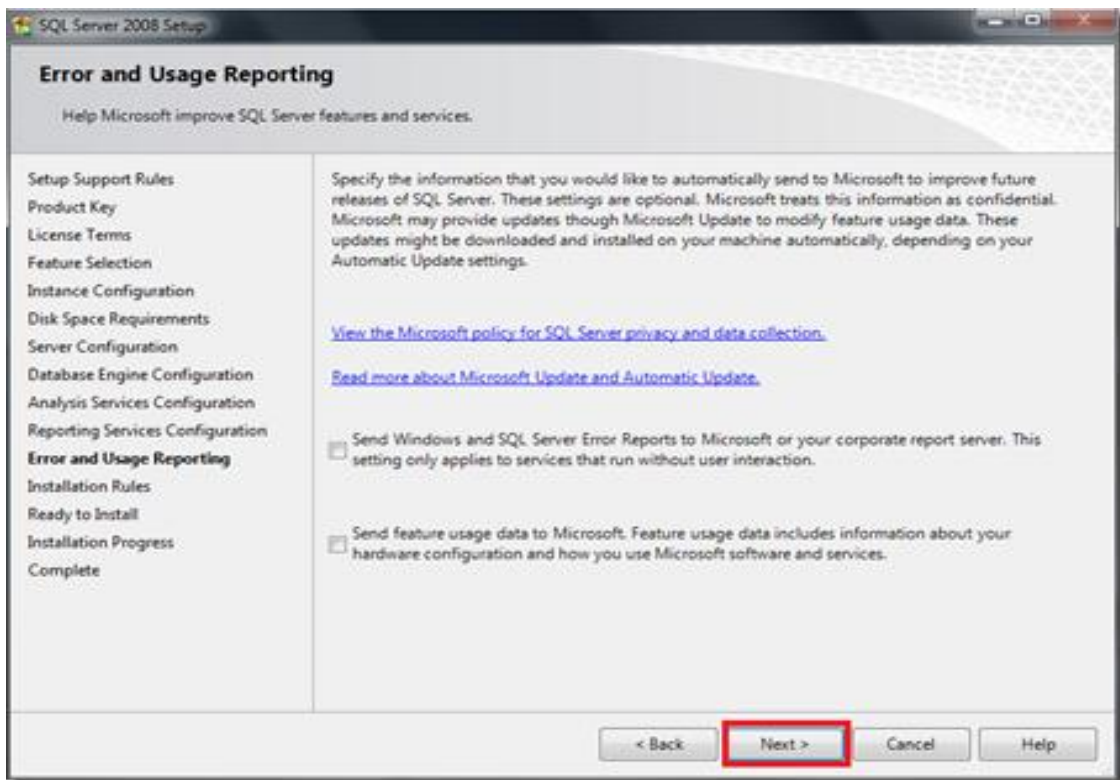 SQL Server 2008 Setup
Error and Usage Reporting
Help Microsoft improve SQL Server features and services.
Setup Support Rules
Product Key
License Terms
Feature Selection
Instance Configuration
Disk Space Requirements
Server Configuration
Database Engine Configuration
Analysis Services Configuration
Reporting Services Configuration
Error and Usage Reporting
Installation Rules
Ready to Install
Installation Progress
Complete
Specify the information that you would like to automatically send to Microsoft to improve future
releases of SQL Server. These settings are optional. Microsoft treats this information as confidential.
Microsoft may provide updates though Microsoft Update to modify feature usage data. These
updates might be downloaded and installed on your machine automatically, depending on your
Automatic Update settings.
View the Microsoft policy for SQL Server privacy and data collection.
Read more about Microsoft Update and Automatic Update.
Send Windows and SQL Server Error Reports to Microsoft or your corporate report server. This
setting only applies to services that run without user interaction.
Send feature usage data to Microsoft. Feature usage data includes information about your
hardware configuration and how you use Microsoft software and services.
< Back
Next >
Cancel
Help